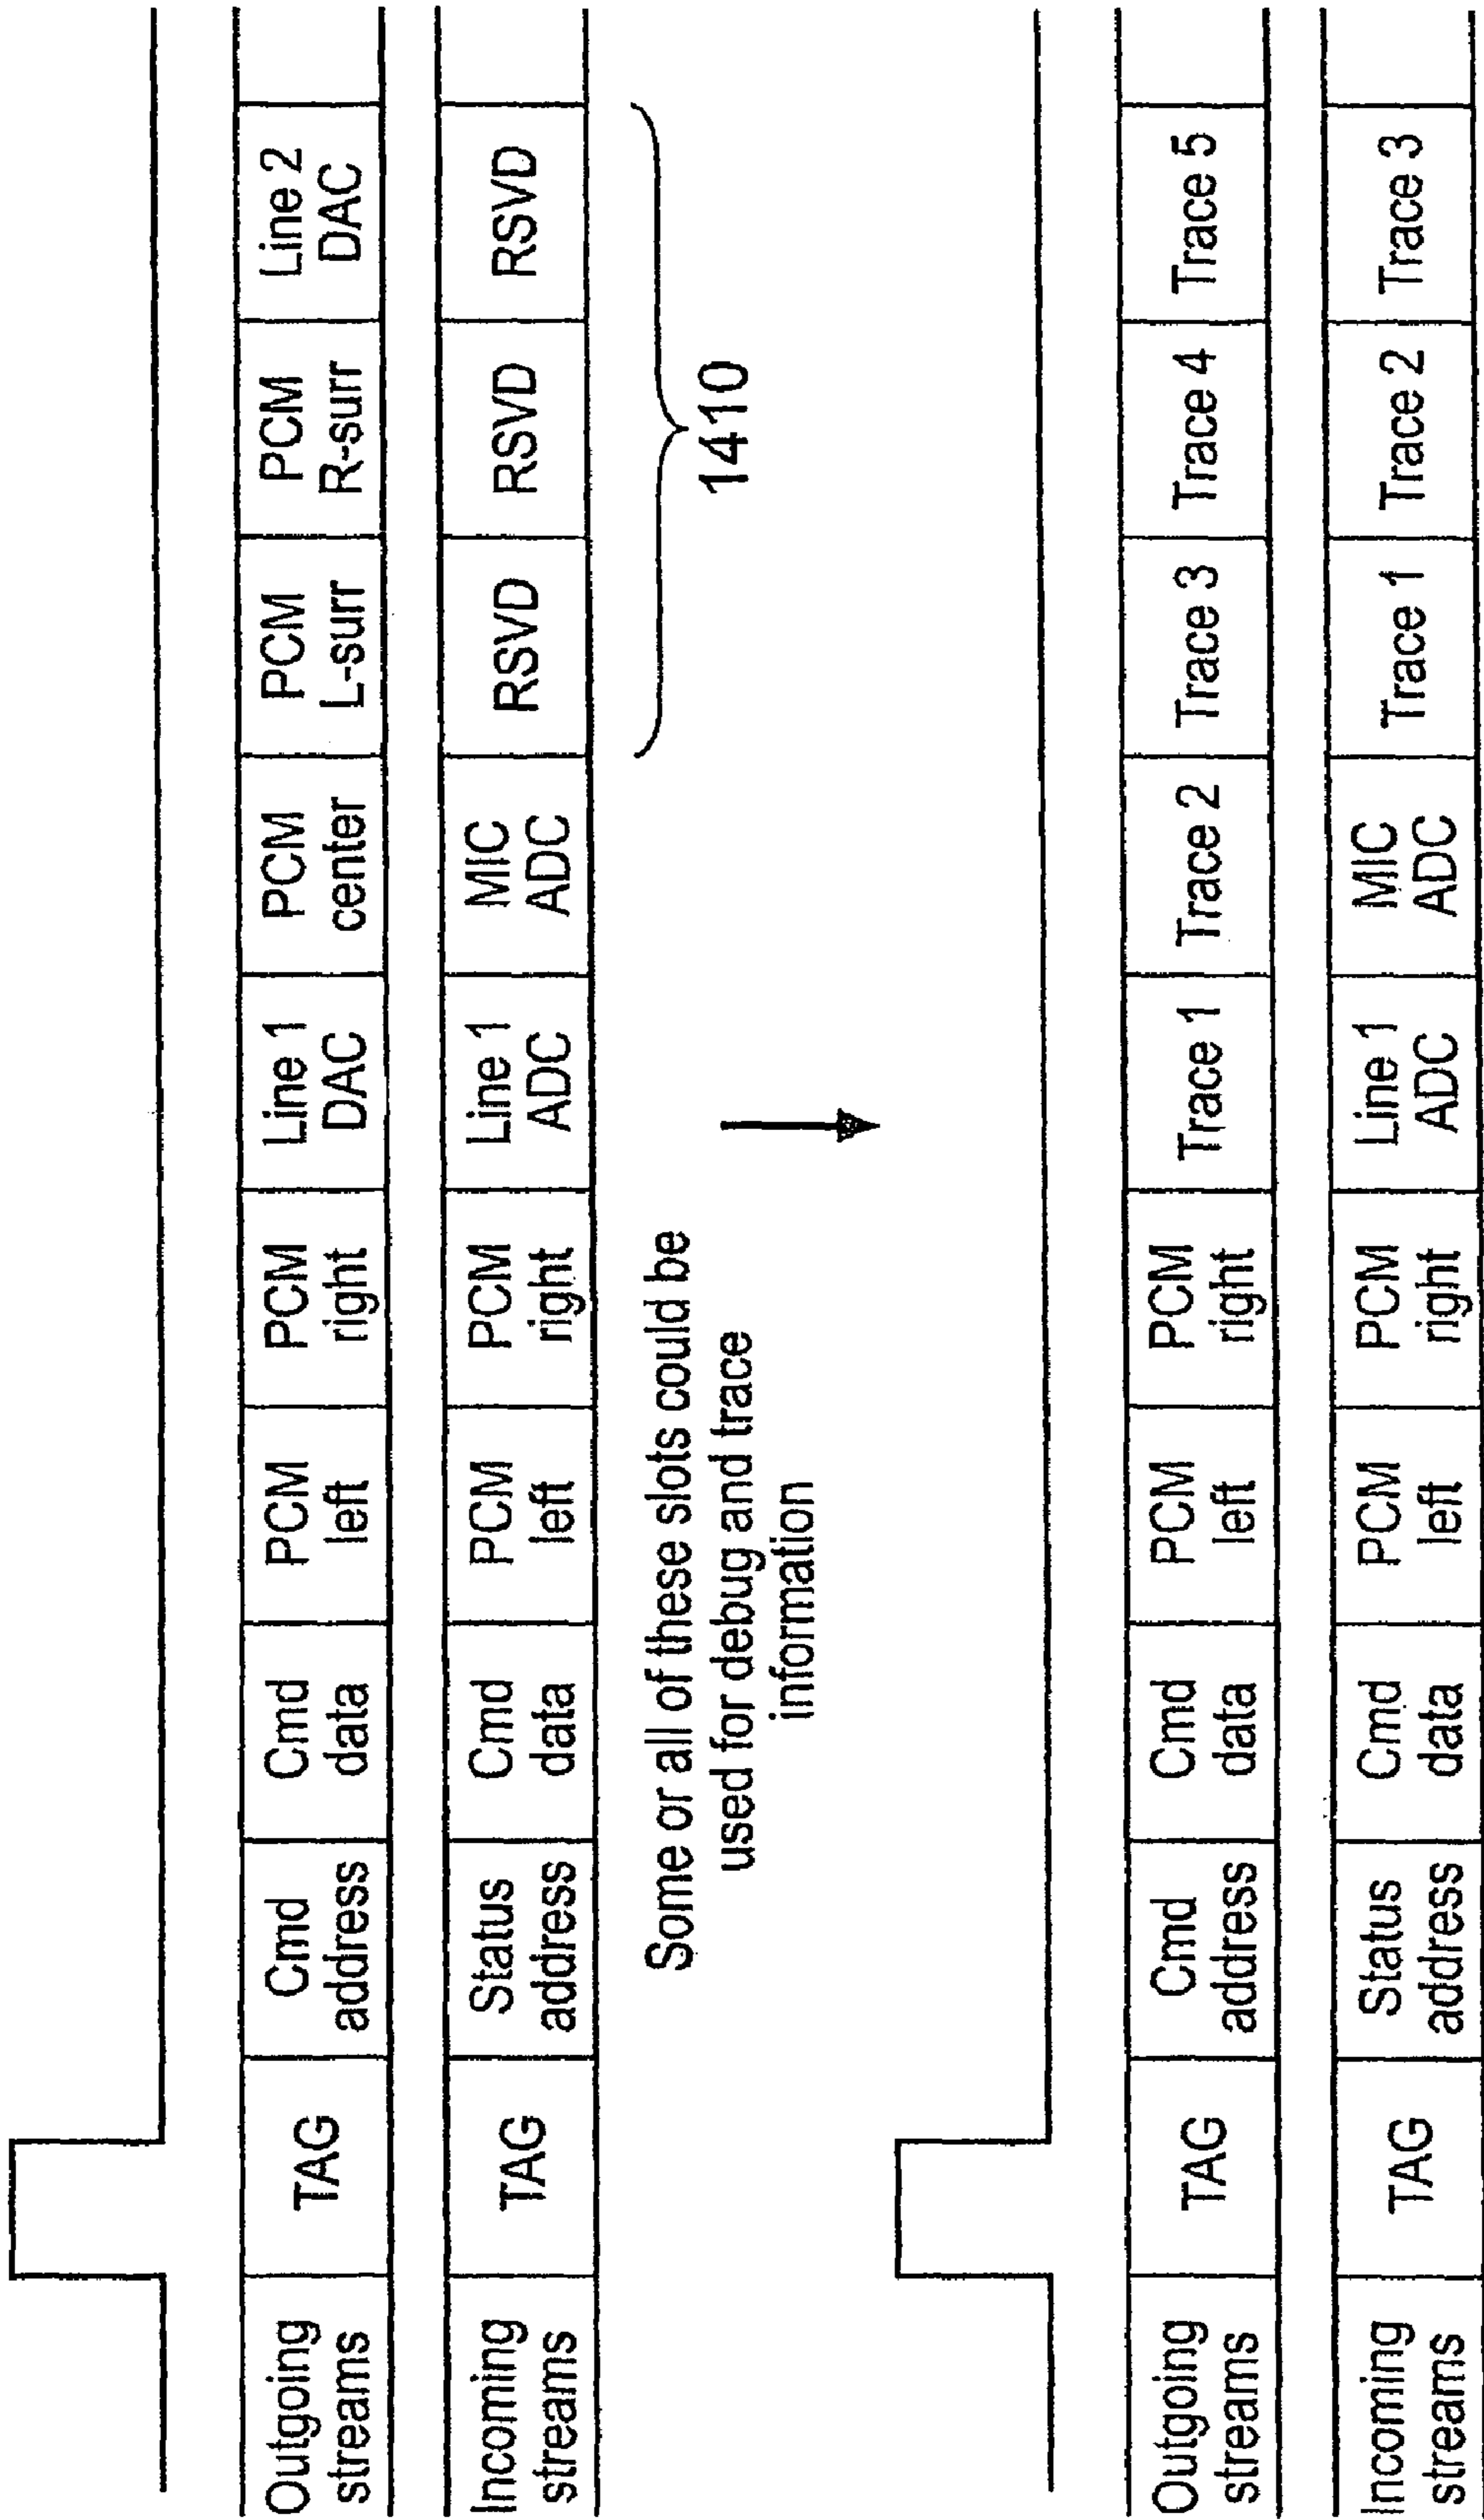 Outgoing streams TAG Cmd address Cmd data PCM left PCM right Line 1 DAC PCM center PCM L-surr PCM R-surr Line 2 DAC
Incoming streams TAG Status address Cmd data PCM left PCM right Line 1 ADC MIC ADC RSVD RSVD RSVD
1410
Some or all of these slots could be
used for debug and trace
information
Outgoing streams TAG Cmd address Cmd data PCM left PCM right Trace 1 Trace 2 Trace 3 Trace 4 Trace 5
Incoming streams TAG Status address Cmd data PCM left PCM right Line 1 ADC MIC ADC Trace 1 Trace 2 Trace 3